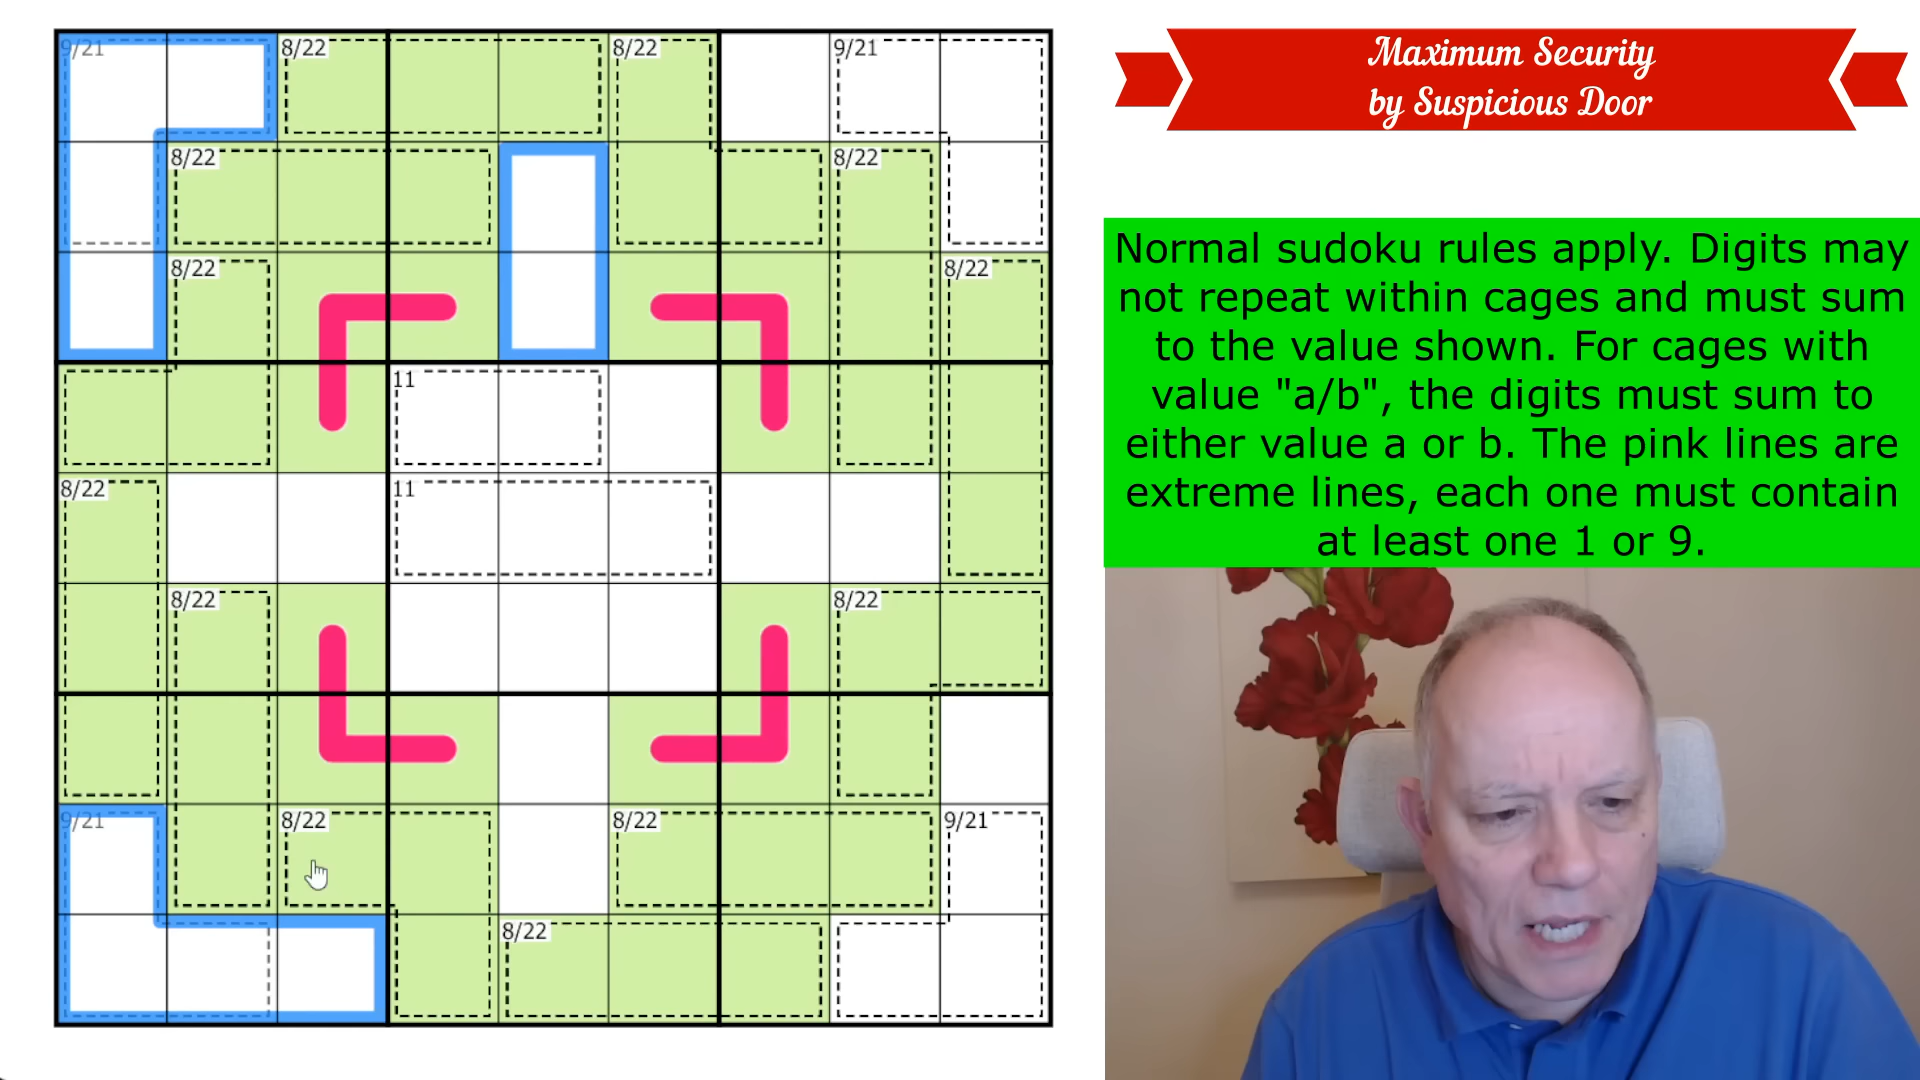 Maximum Security
by Suspicious Door
9/21 8/22 8/22 9/21
8/22 8/22
8/22 8/22
11
8/22 11
8/22 8/22
9/21 8/22 8/22 9/21
8/22
Normal sudoku rules apply. Digits may
not repeat within cages and must sum
to the value shown. For cages with
value "a/b", the digits must sum to
either value a or b. The pink lines are
extreme lines, each one must contain
at least one 1 or 9.